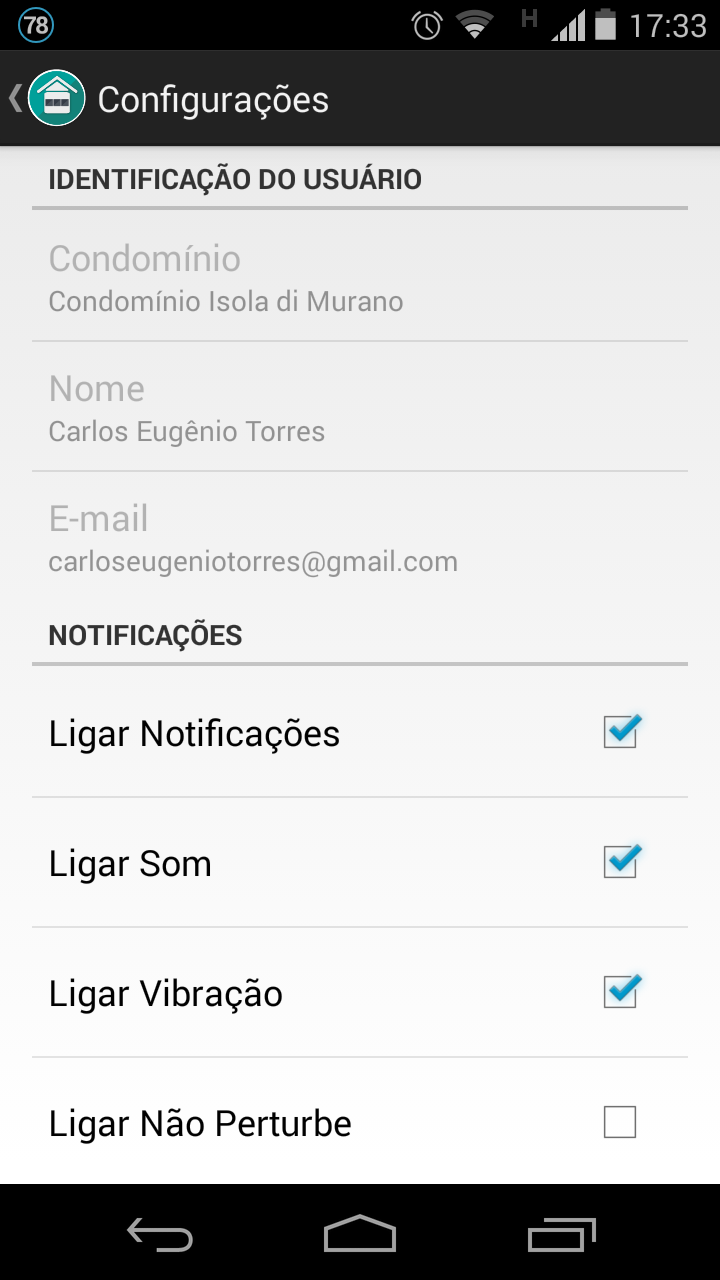 78 H 17:33
Configurações
IDENTIFICAÇÃO DO USUÁRIO
Condomínio
Condomínio Isola di Murano
Nome
Carlos Eugênio Torres
E-mail
carloseugeniotorres@gmail.com
NOTIFICAÇÕES
Ligar Notificações
Ligar Som
Ligar Vibração
Ligar Não Perturbe